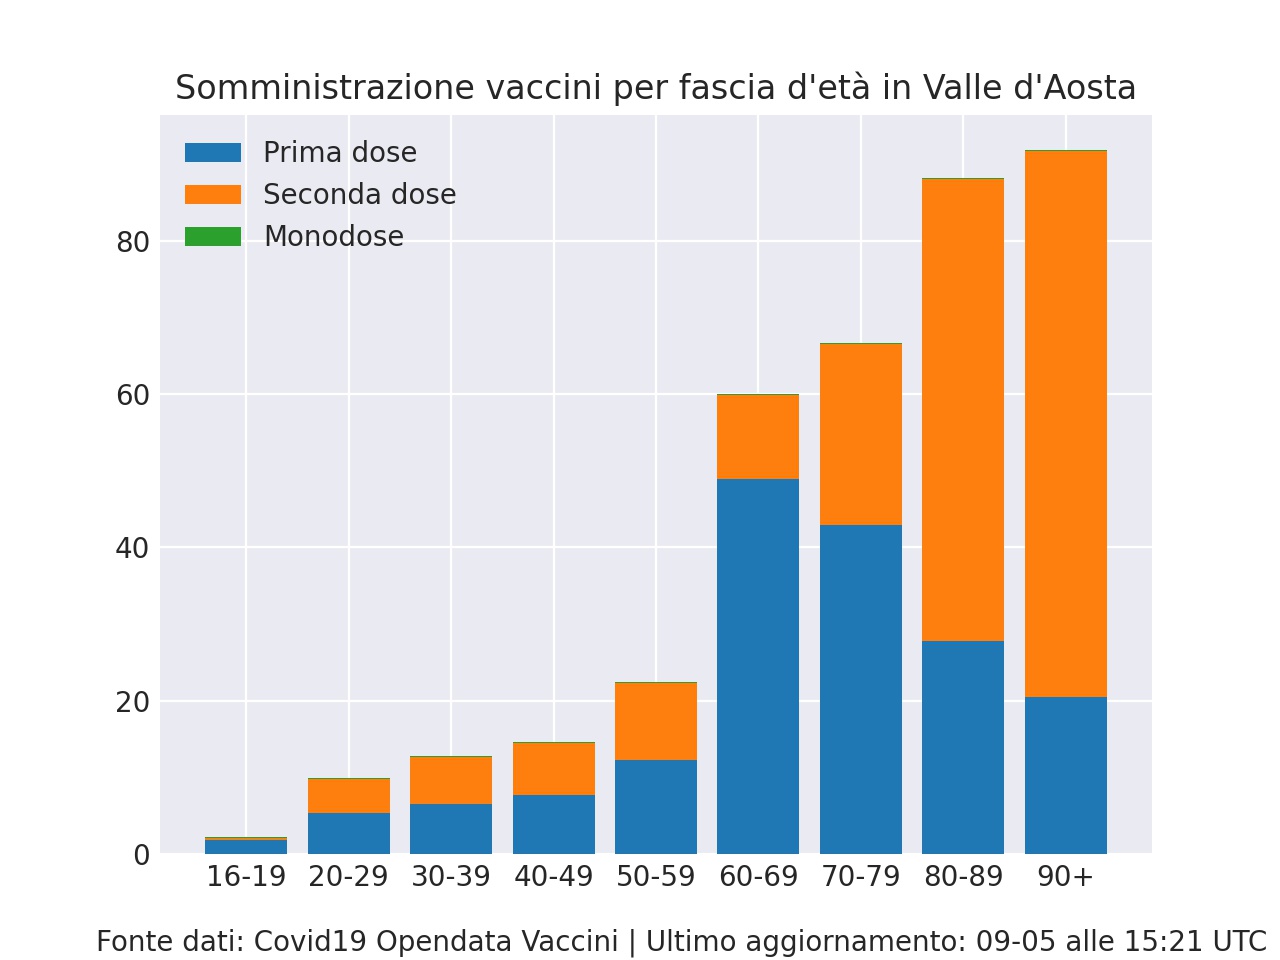 Somministrazione vaccini per fascia d'età in Valle d'Aosta
Prima dose
Seconda dose
Monodose
80
60
40
20
0
16-19 20-29 30-39 40-49 50-59 60-69 70-79 80-89 90+
Fonte dati: Covid19 Opendata Vaccini | Ultimo aggiornamento: 09-05 alle 15:21 UTC